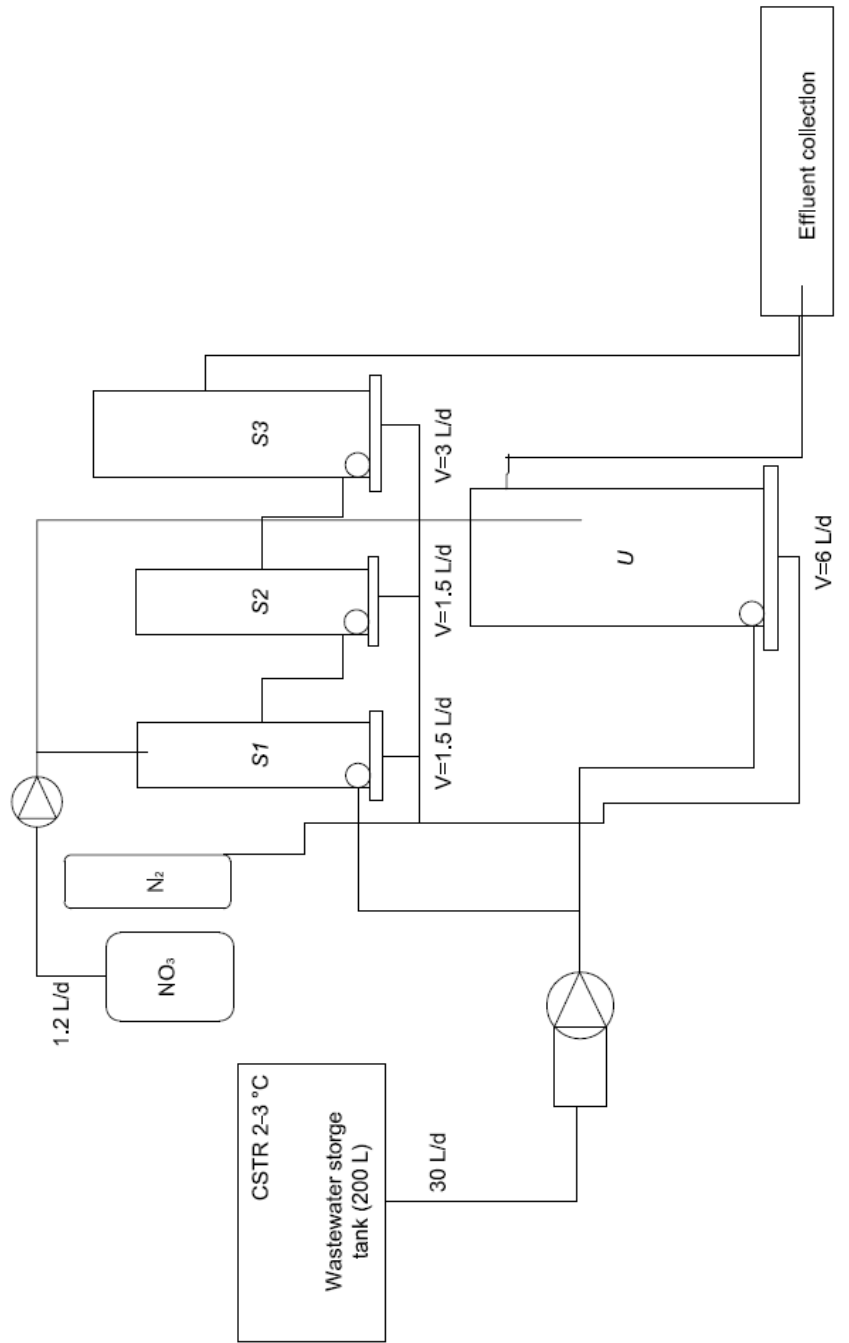 1.2 L/d
NO₃
N₂
S1
S2
S3
V=1.5 L/d
V=1.5 L/d
V=3 L/d
CSTR 2-3 °C
Wastewater storge
tank (200 L)
30 L/d
U
V=6 L/d
Effluent collection